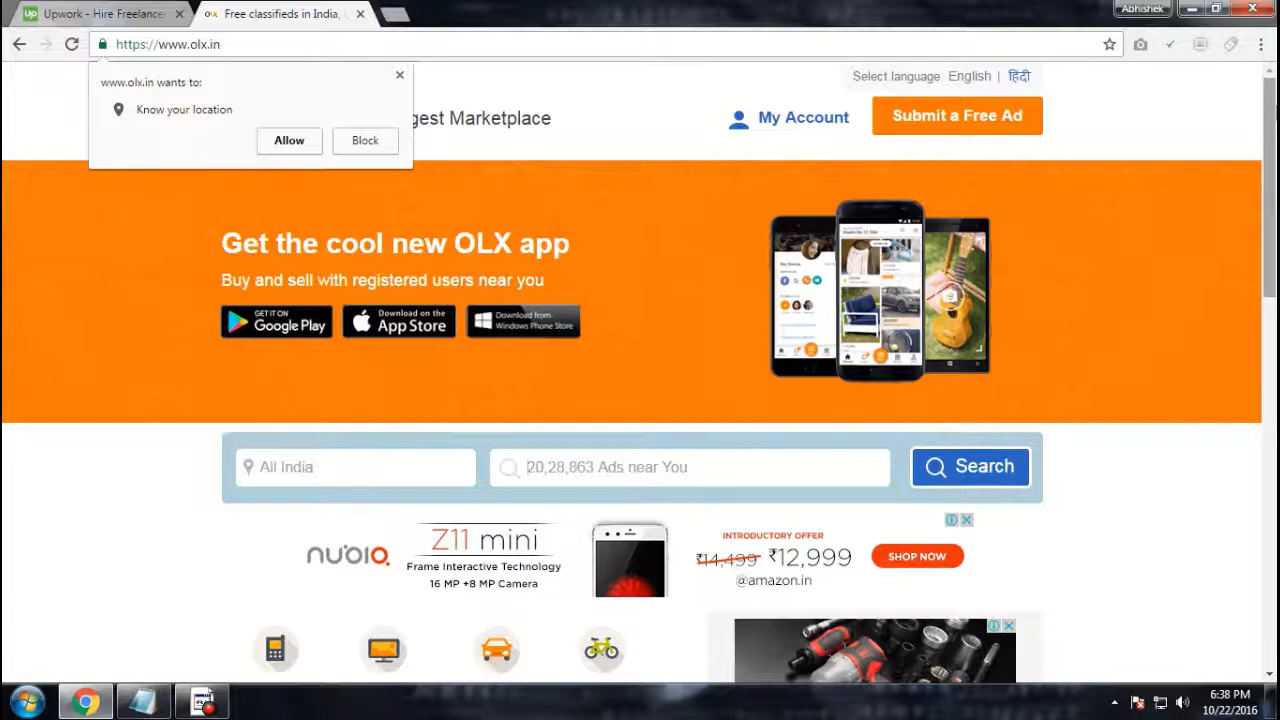 Upwork - Hire Freelance
Free classifieds in India,
Abhishek
https://www.olx.in
www.olx.in wants to:
Know your location
Allow
Block
Select language English | हिंदी
gest Marketplace
My Account
Submit a Free Ad
Get the cool new OLX app
Buy and sell with registered users near you
GET IT ON
Google Play
Download on the
App Store
Download from
Windows Phone Store
All India
20,28,863 Ads near You
Search
nubia
Z11 mini
Frame Interactive Technology
16 MP +8 MP Camera
INTRODUCTORY OFFER
₹14,499 ₹12,999
@amazon.in
SHOP NOW
6:38 PM
10/22/2016